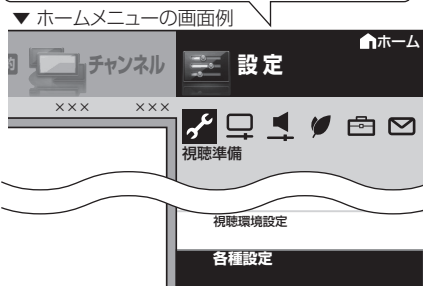 ▼ ホームメニューの画面例
ホーム
チャンネル
設定
××× ×××
視聴準備
視聴環境設定
各種設定